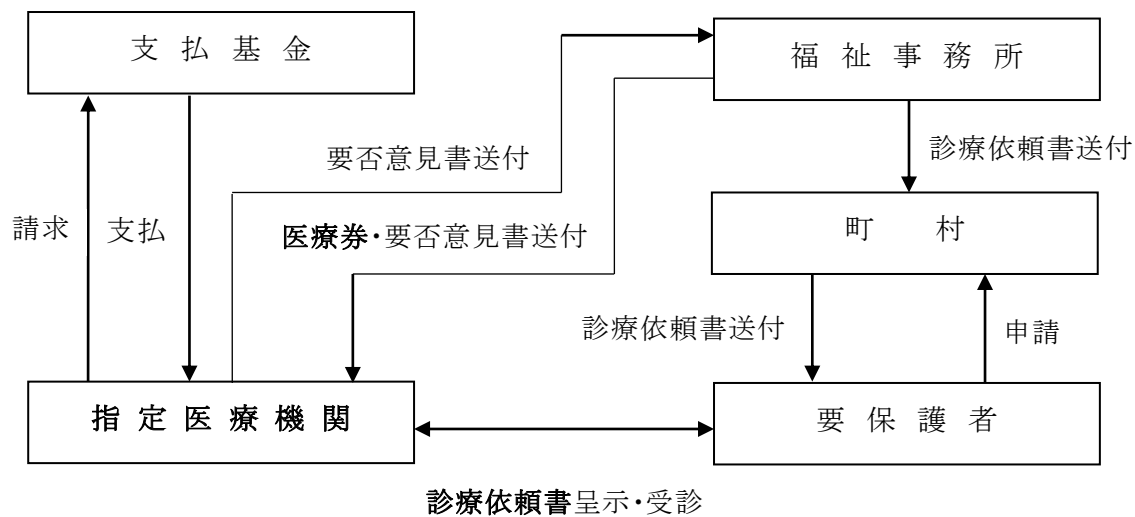 支払基金
福祉事務所
要否意見書送付
診療依頼書送付
請求
支払
医療券・要否意見書送付
町村
診療依頼書送付
申請
指定医療機関
要保護者
診療依頼書呈示・受診